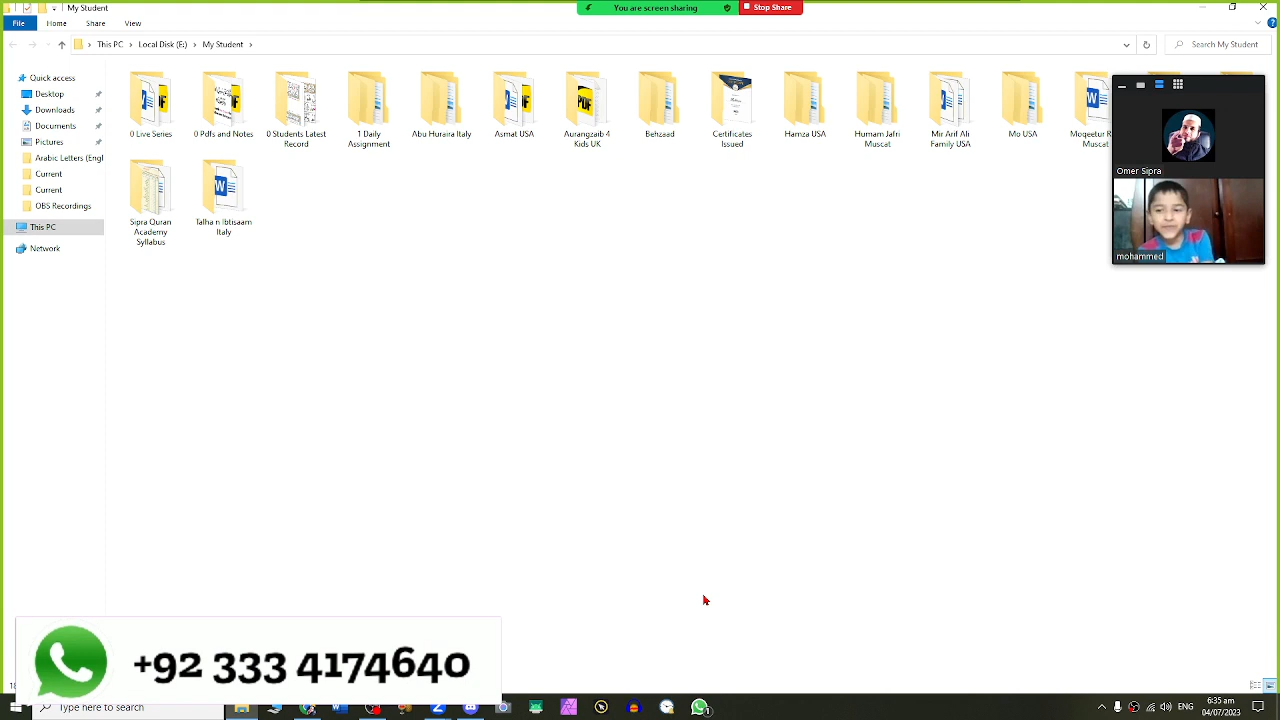 My Student
You are screen sharing
Stop Share
File Home Share View
This PC Local Disk (E:) My Student
Search My Student
Quick access
Desktop
Downloads
Documents
Pictures
Arabic Letters (Engl
Current
Current
OBS Recordings
This PC
Network
0 Live Series
0 Pdfs and Notes
0 Students Latest Record
1 Daily Assignment
Abu Huraira Italy
Asmat USA
Aurangzaib 4 Kids UK
Behzaad
Certificates Issued
Hamza USA
Humam Jafri Muscat
Mir Arif Ali Family USA
Mo USA
Moqeetur R
Muscat
Sipra Quran Academy Syllabus
Talha n Ibtisaam Italy
Omer Sipra
mohammed
+92 333 4174640
Type here to search
6:35 am
04/07/2023